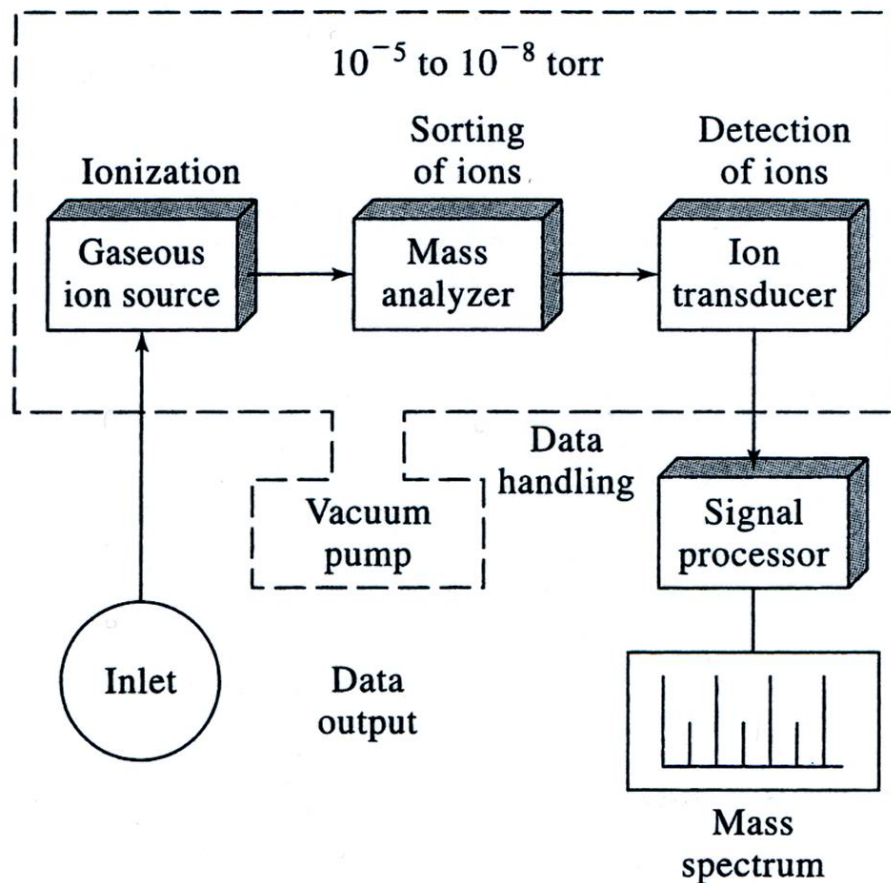 10⁻⁵ to 10⁻⁸ torr
Ionization
Sorting
of ions
Detection
of ions
Gaseous
ion source
Mass
analyzer
Ion
transducer
Data
handling
Vacuum
pump
Signal
processor
Inlet
Data
output
Mass
spectrum